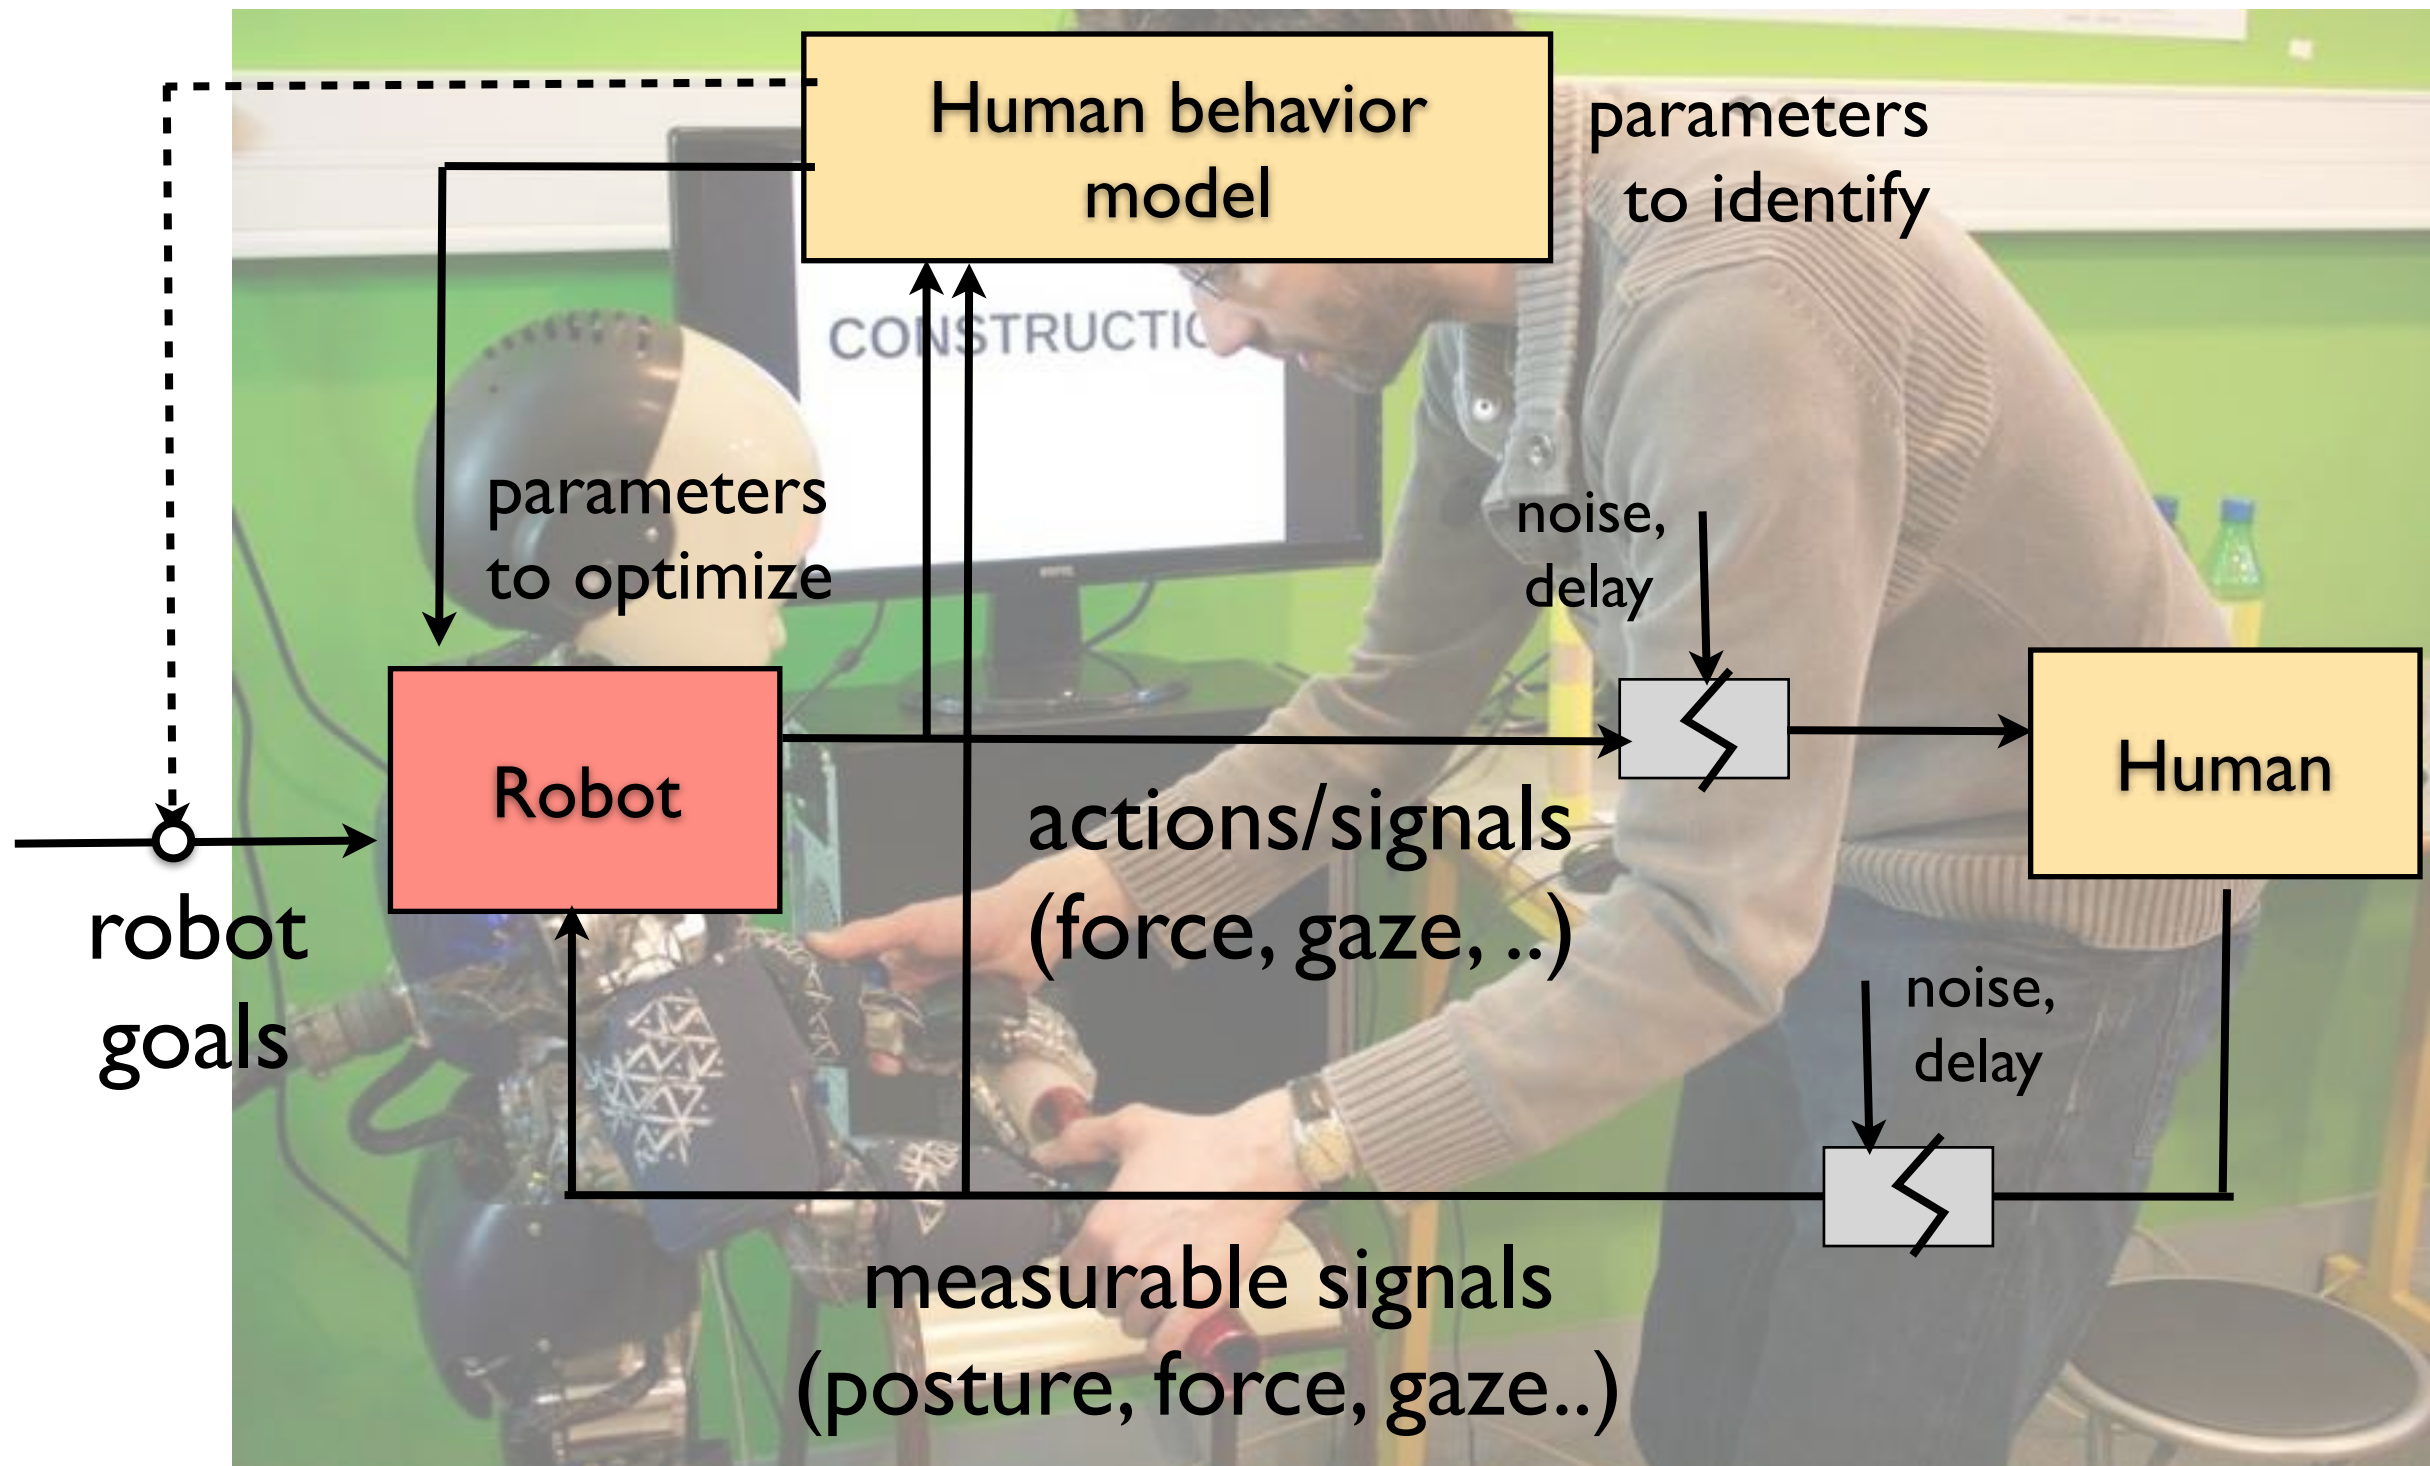 Human behavior
model
parameters
to identify
CONSTRUCTIO
parameters
to optimize
noise,
delay
Robot
Human
actions/signals
(force, gaze, ..)
robot
goals
noise,
delay
measurable signals
(posture, force, gaze..)